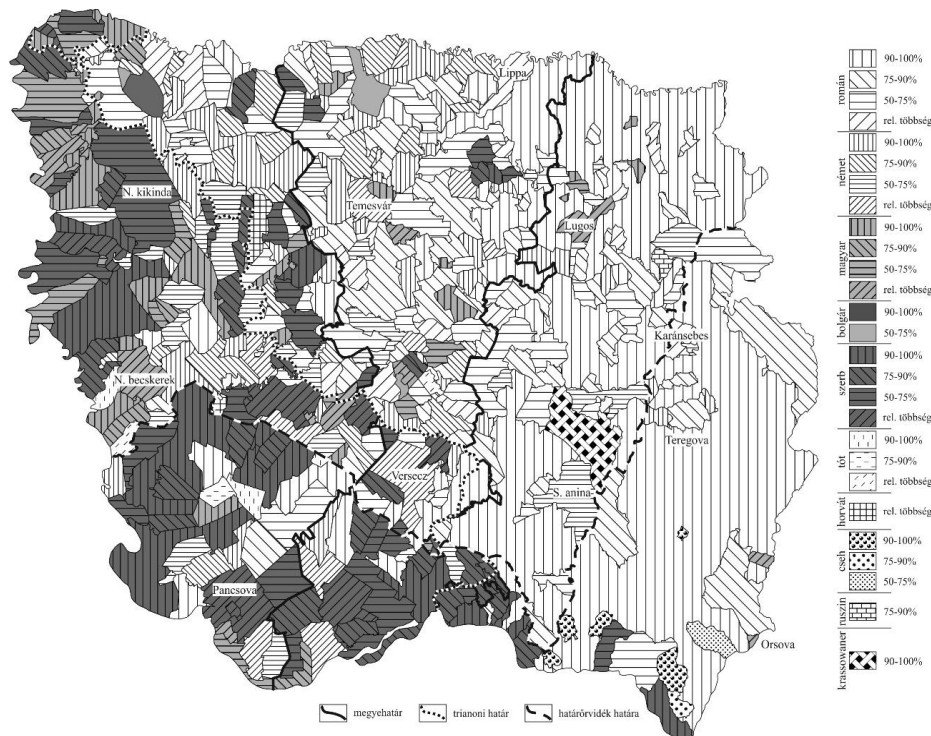 Lippa
N. kikinda
Temesvár
Lugos
Karánsebes
N. becskerek
Teregova
Versecz
S. anina
Pancsova
Orsova
román
90-100%
75-90%
50-75%
rel. többség
német
90-100%
75-90%
50-75%
rel. többség
magyar
90-100%
75-90%
50-75%
rel. többség
bolgár
90-100%
50-75%
szerb
90-100%
75-90%
50-75%
rel. többség
tót
90-100%
75-90%
rel. többség
horvát
rel. többség
cseh
90-100%
75-90%
50-75%
ruszin
75-90%
krassowaner
90-100%
megyehatár
trianoni határ
határőrvidék határa